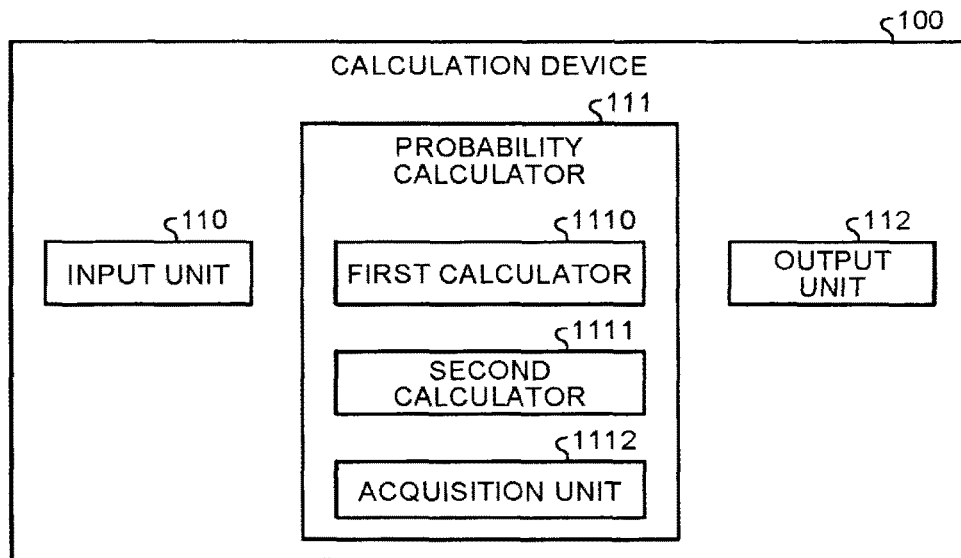 100
CALCULATION DEVICE
111
PROBABILITY
CALCULATOR
110
INPUT UNIT
1110
FIRST CALCULATOR
1111
SECOND
CALCULATOR
1112
ACQUISITION UNIT
112
OUTPUT
UNIT